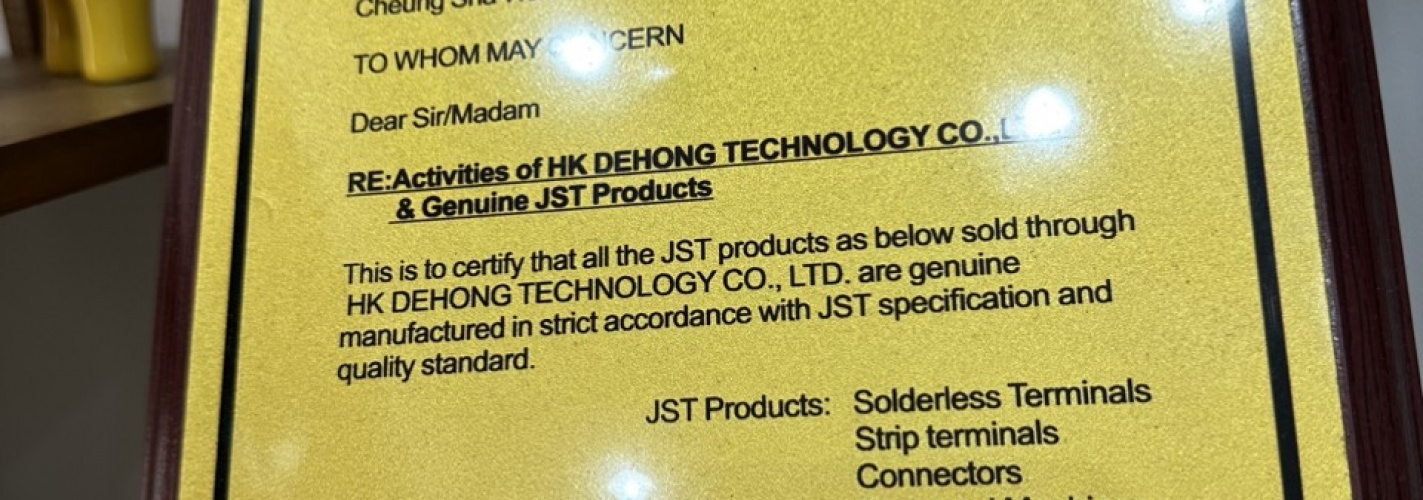 Cheung Sha
TO WHOM MAY
Dear Sir/Madam
RE:Activities of HK DEHONG TECHNOLOGY CO.,
& Genuine JST Products
This is to certify that all the JST products as below sold through
HK DEHONG TECHNOLOGY CO., LTD. are genuine
manufactured in strict accordance with JST specification and
quality standard.
JST Products: Solderless Terminals
Strip terminals
Connectors